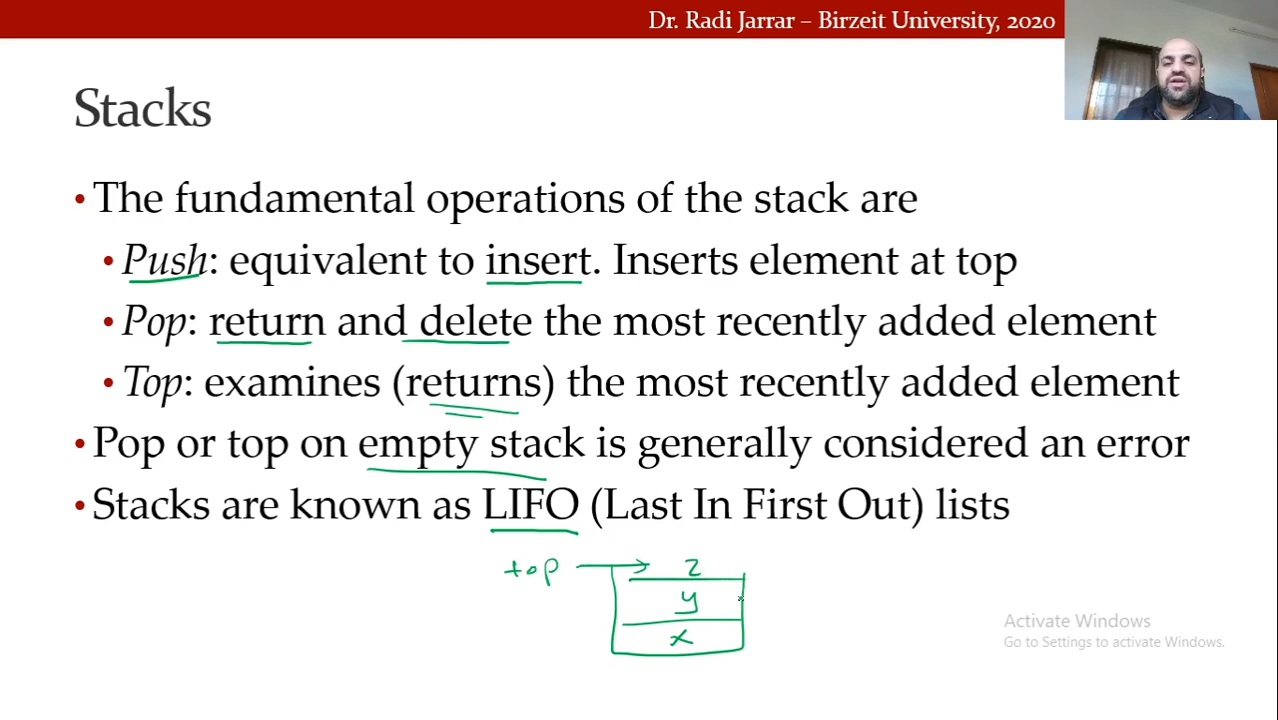 Dr. Radi Jarrar – Birzeit University, 2020
Stacks
• The fundamental operations of the stack are
• Push: equivalent to insert. Inserts element at top
• Pop: return and delete the most recently added element
• Top: examines (returns) the most recently added element
• Pop or top on empty stack is generally considered an error
• Stacks are known as LIFO (Last In First Out) lists
top → z
y
x
Activate Windows
Go to Settings to activate Windows.